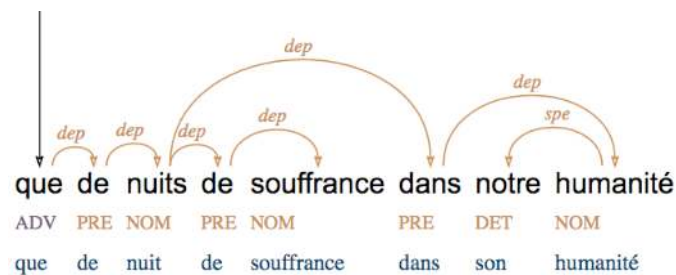 dep
dep
dep dep dep dep spe
que de nuits de souffrance dans notre humanité
ADV PRE NOM PRE NOM PRE DET NOM
que de nuit de souffrance dans son humanité